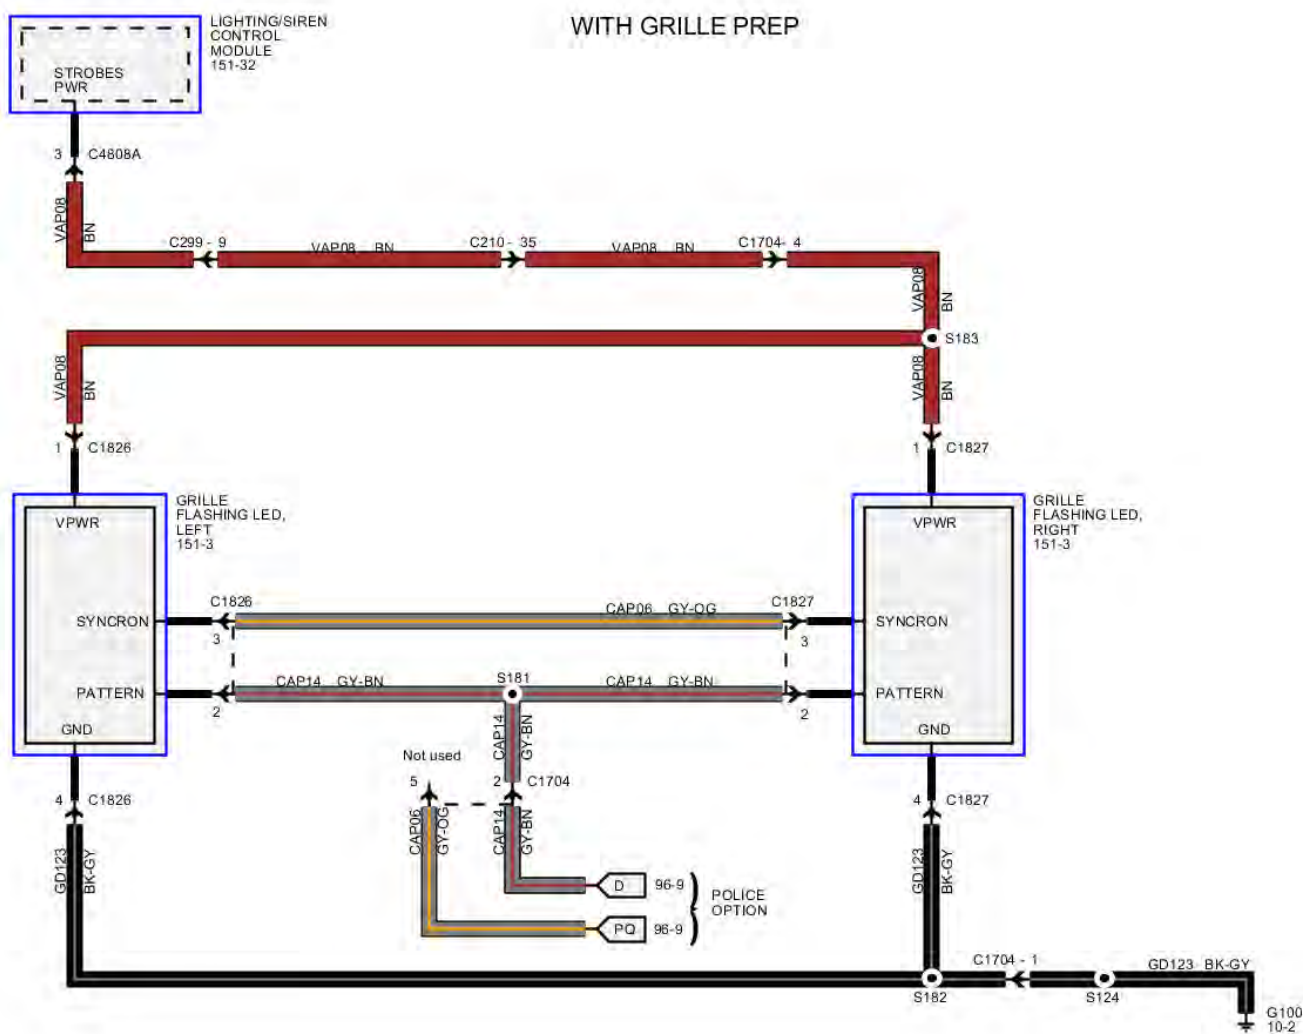 WITH GRILLE PREP
LIGHTING/SIREN
CONTROL
MODULE
151-32
STROBES
PWR
3 C4808A
VAP08 BN
C299 - 9
VAP08 BN
C210 - 35
VAP08 BN
C1704- 4
VAP08 BN
S183
VAP08 BN
VAP08 BN
1 C1826
1 C1827
GRILLE
FLASHING LED,
LEFT
151-3
GRILLE
FLASHING LED,
RIGHT
151-3
VPWR
VPWR
C1826
CAP06 GY-OG
C1827
SYNCRON
3
3
SYNCRON
CAP14 GY-BN
S181
CAP14 GY-BN
PATTERN
2
2
PATTERN
GND
GND
CAP14 GY-BN
Not used
5
2 C1704
4 C1826
4 C1827
CAP06 GY-OG
CAP14 GY-BN
GD123 BK-GY
GD123 BK-GY
D 96-9
PQ 96-9
POLICE
OPTION
C1704 - 1
GD123 BK-GY
S182
S124
G100
10-2